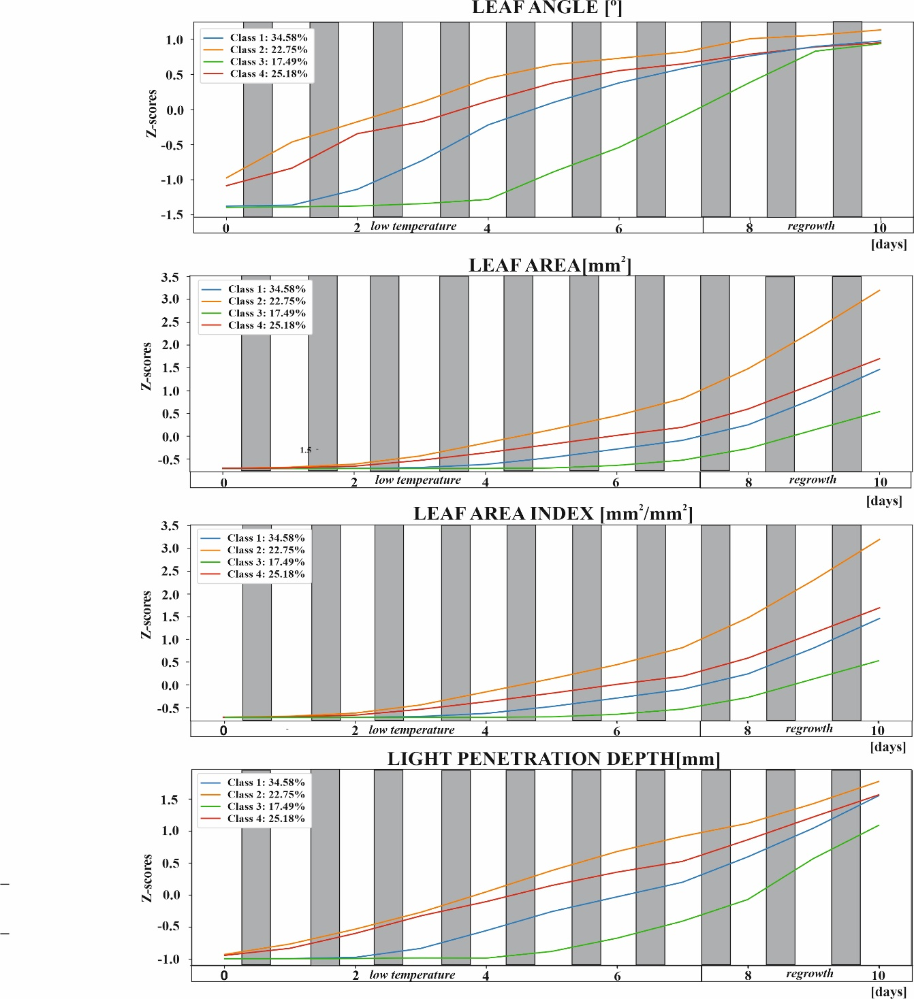 LEAF ANGLE [º]
Class 1: 34.58%
Class 2: 22.75%
Class 3: 17.49%
Class 4: 25.18%
Z-scores
1.0
0.5
0.0
-0.5
-1.0
-1.5
0 2 low temperature 4 6 8 regrowth 10
[days]
LEAF AREA[mm²]
Class 1: 34.58%
Class 2: 22.75%
Class 3: 17.49%
Class 4: 25.18%
Z-scores
3.5
3.0
2.5
2.0
1.5
1.0
0.5
0.0
1.5 -
-0.5
0 2 low temperature 4 6 8 regrowth 10
[days]
LEAF AREA INDEX [mm²/mm²]
Class 1: 34.58%
Class 2: 22.75%
Class 3: 17.49%
Class 4: 25.18%
Z-scores
3.5
3.0
2.5
2.0
1.5
1.0
0.5
0.0
-0.5
0 2 low temperature 4 6 8 regrowth 10
[days]
LIGHT PENETRATION DEPTH[mm]
Class 1: 34.58%
Class 2: 22.75%
Class 3: 17.49%
Class 4: 25.18%
Z-scores
1.5
1.0
0.5
0.0
-0.5
-1.0
0 2 low temperature 4 6 8 regrowth 10
[days]